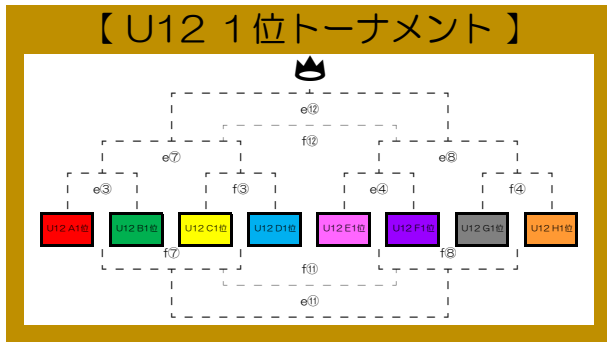 【 U12 1位トーナメント 】
e⑫
f⑫
e⑦ e⑧
e③ f③ e④ f④
U12 A1位 U12 B1位 U12 C1位 U12 D1位 U12 E1位 U12 F1位 U12 G1位 U12 H1位
f⑦ f⑧
f⑪
e⑪